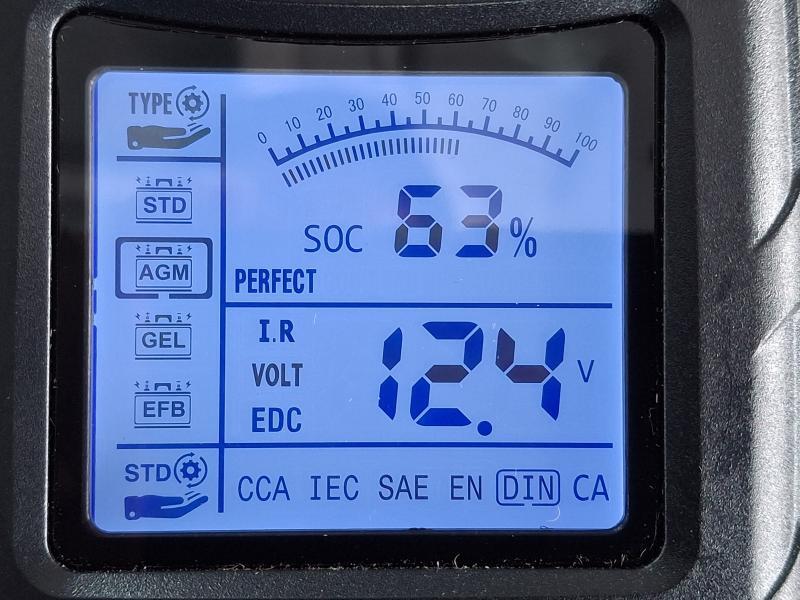 TYPE
0 10 20 30 40 50 60 70 80 90 100
STD
AGM
GEL
EFB
STD
SOC 63%
PERFECT
I.R
VOLT
EDC
12.4 V
CCA IEC SAE EN DIN CA